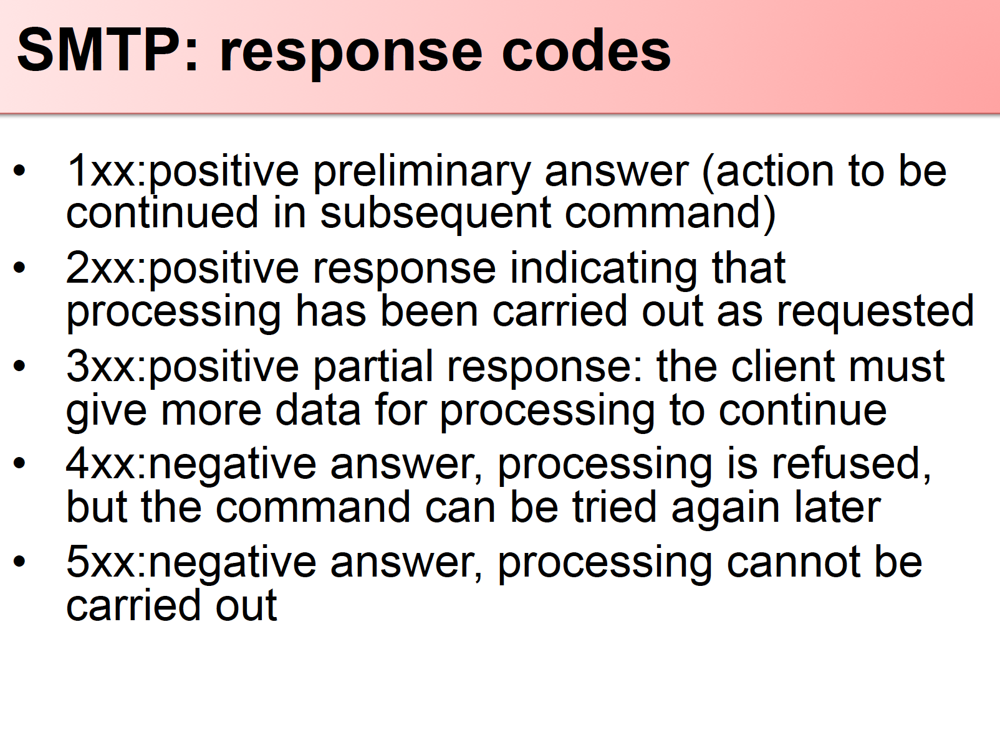 SMTP: response codes
• 1xx:positive preliminary answer (action to be
continued in subsequent command)
• 2xx:positive response indicating that
processing has been carried out as requested
• 3xx:positive partial response: the client must
give more data for processing to continue
• 4xx:negative answer, processing is refused,
but the command can be tried again later
• 5xx:negative answer, processing cannot be
carried out